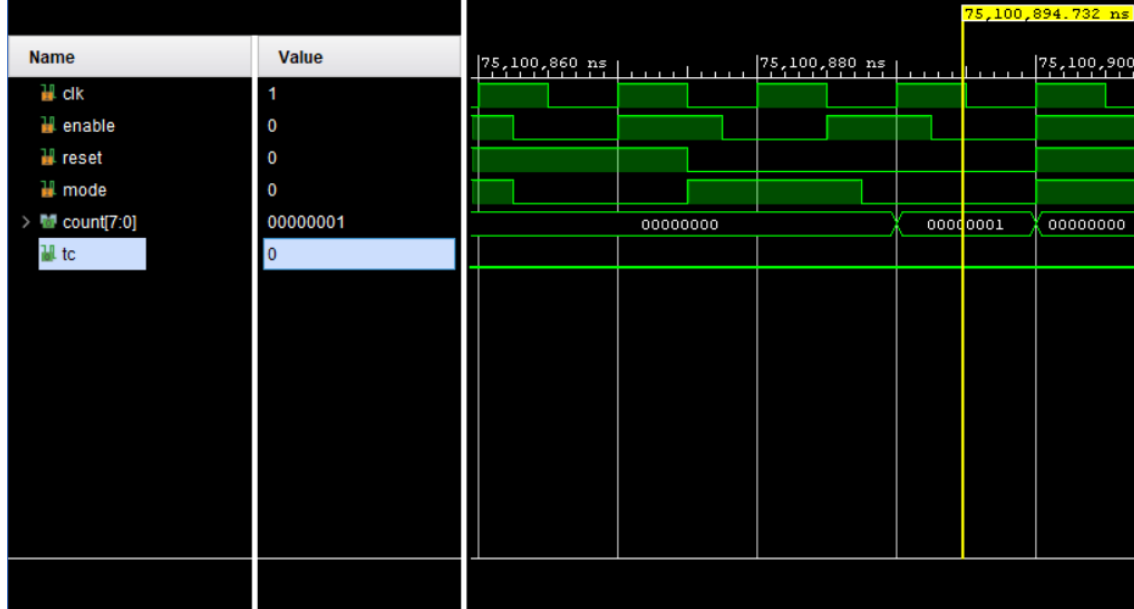 75,100,894.732 ns
Name Value
75,100,860 ns 75,100,880 ns 75,100,900
clk 1
enable 0
reset 0
mode 0
count[7:0] 00000001 00000000 00000001 00000000
tc 0